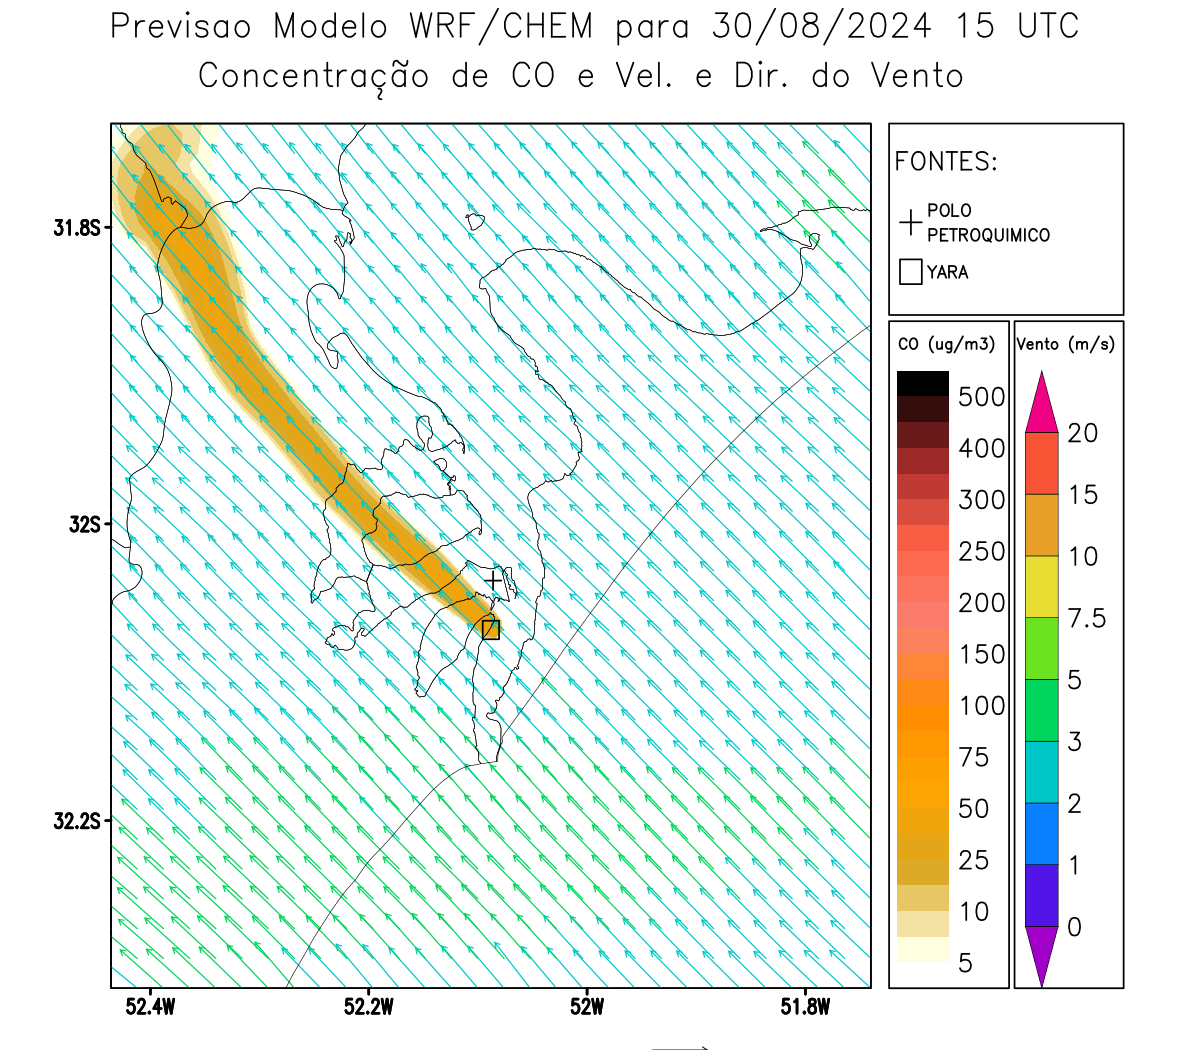 Previsao Modelo WRF/CHEM para 30/08/2024 15 UTC
Concentração de CO e Vel. e Dir. do Vento
FONTES:
POLO
PETROQUIMICO
YARA
CO (ug/m3)
500
400
300
250
200
150
100
75
50
25
10
5
Vento (m/s)
20
15
10
7.5
5
3
2
1
0
31.8S
32S
32.2S
52.4W
52.2W
52W
51.8W